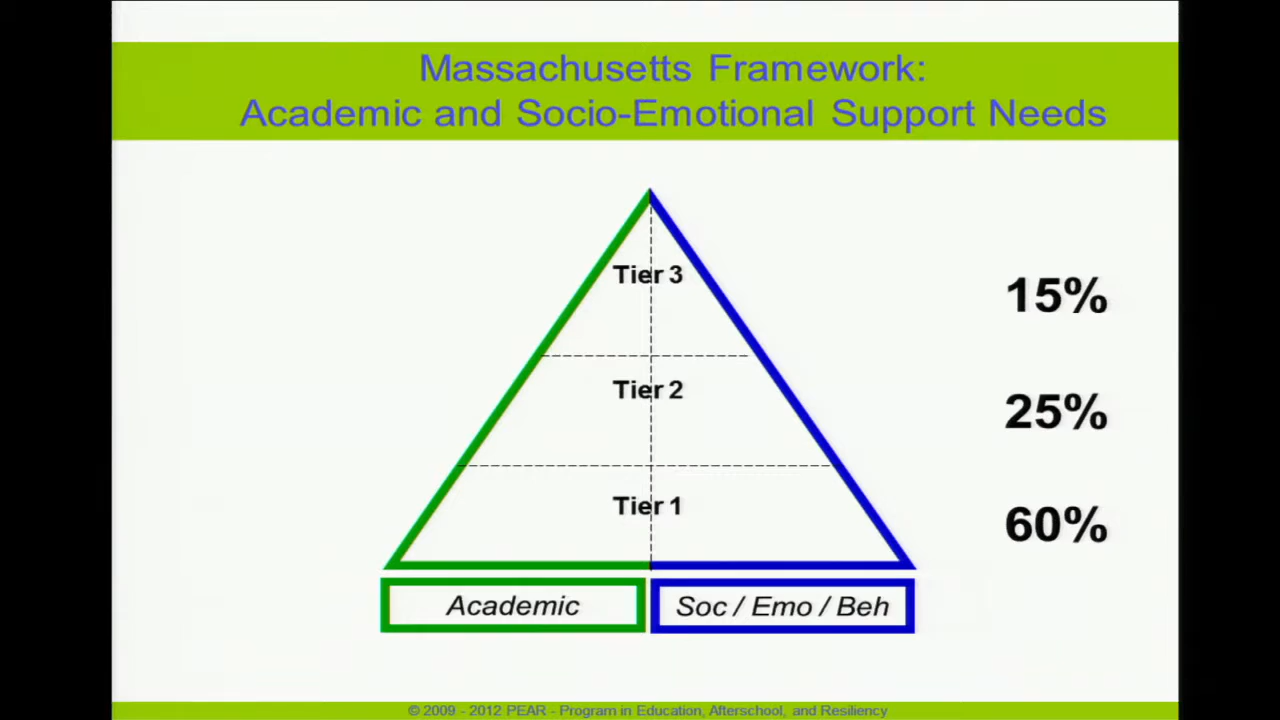 Massachusetts Framework:
Academic and Socio-Emotional Support Needs
Tier 3
15%
Tier 2
25%
Tier 1
60%
Academic
Soc / Emo / Beh
© 2009 - 2012 PEAR - Program in Education, Afterschool, and Resiliency